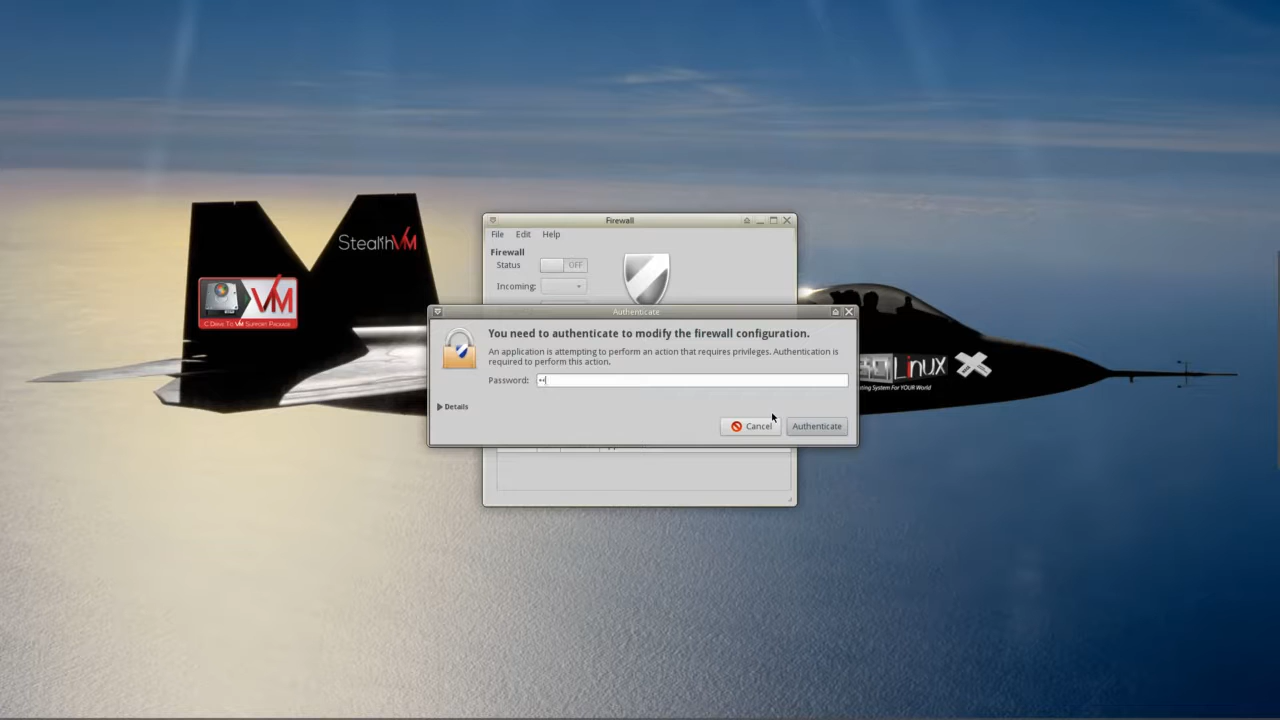 StealthVM
VM
C Drive To VM Support Package
Firewall
File Edit Help
Firewall
Status OFF
Incoming:
Authenticate
You need to authenticate to modify the firewall configuration.
An application is attempting to perform an action that requires privileges. Authentication is
required to perform this action.
Password: ••
Details
Cancel Authenticate
Linux X
ting System For YOUR World